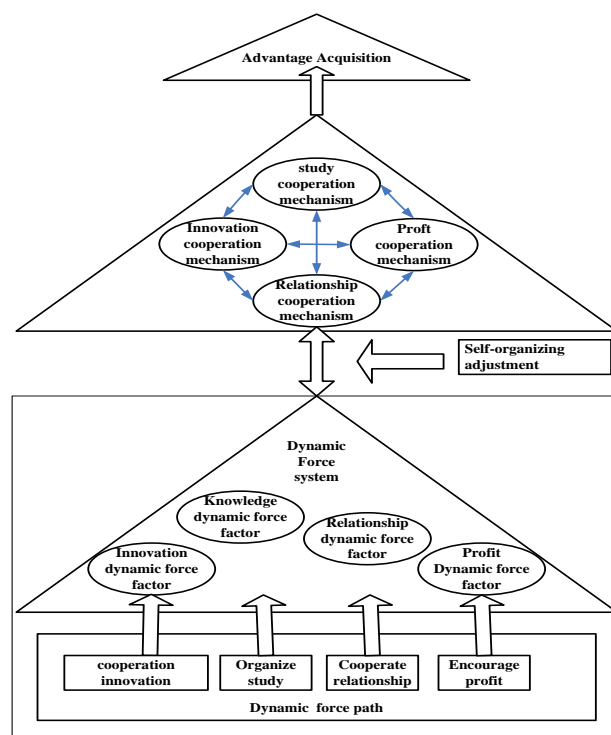 Advantage Acquisition
study
cooperation
mechanism
Innovation
cooperation
mechanism
Proft
cooperation
mechanism
Relationship
cooperation
mechanism
Self-organizing
adjustment
Dynamic
Force
system
Knowledge
dynamic force
factor
Relationship
dynamic force
factor
Innovation
dynamic force
factor
Profit
Dynamic force
factor
cooperation
innovation
Organize
study
Cooperate
relationship
Encourage
profit
Dynamic force path